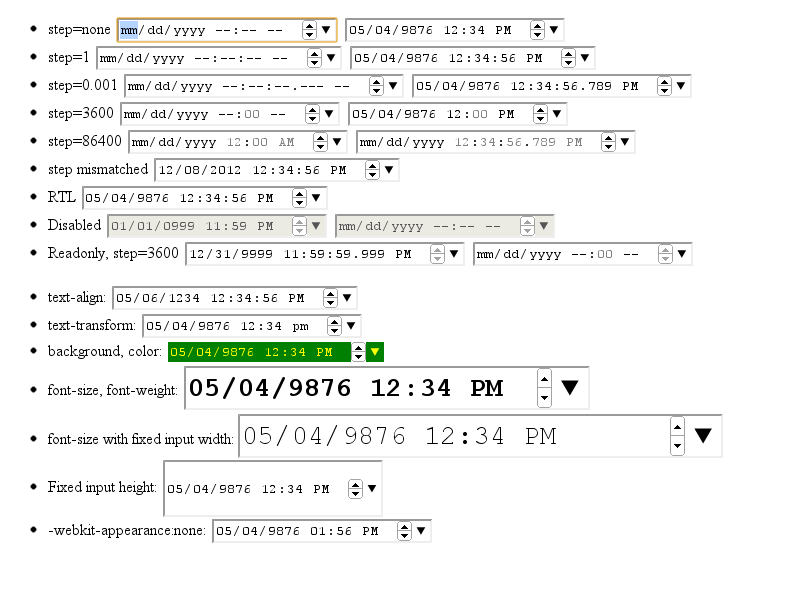 step=none mm/dd/yyyy --:-- -- 05/04/9876 12:34 PM
step=1 mm/dd/yyyy --:--:-- -- 05/04/9876 12:34:56 PM
step=0.001 mm/dd/yyyy --:--:--.--- -- 05/04/9876 12:34:56.789 PM
step=3600 mm/dd/yyyy --:00 -- 05/04/9876 12:00 PM
step=86400 mm/dd/yyyy 12:00 AM mm/dd/yyyy 12:34:56.789 PM
step mismatched 12/08/2012 12:34:56 PM
RTL 05/04/9876 12:34:56 PM
Disabled 01/01/0999 11:59 PM mm/dd/yyyy --:-- --
Readonly, step=3600 12/31/9999 11:59:59.999 PM mm/dd/yyyy --:00 --
text-align: 05/06/1234 12:34:56 PM
text-transform: 05/04/9876 12:34 pm
background, color: 05/04/9876 12:34 PM
font-size, font-weight: 05/04/9876 12:34 PM
font-size with fixed input width: 05/04/9876 12:34 PM
Fixed input height: 05/04/9876 12:34 PM
-webkit-appearance:none: 05/04/9876 01:56 PM